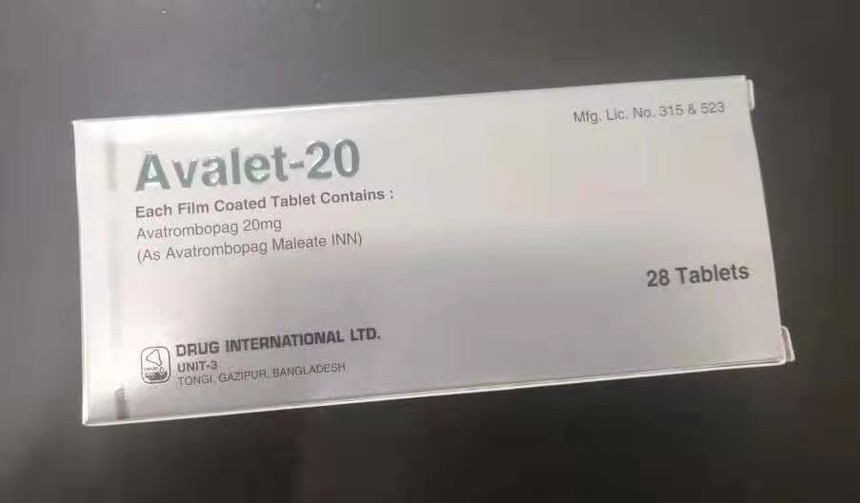 Mfg. Lic. No. 315 & 523
Avalet-20
Each Film Coated Tablet Contains :
Avatrombopag 20mg
(As Avatrombopag Maleate INN)
28 Tablets
DRUG INTERNATIONAL LTD.
UNIT-3
TONGI, GAZIPUR, BANGLADESH